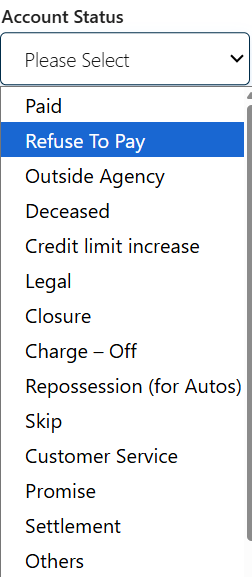 Account Status
Please Select
Paid
Refuse To Pay
Outside Agency
Deceased
Credit limit increase
Legal
Closure
Charge – Off
Repossession (for Autos)
Skip
Customer Service
Promise
Settlement
Others